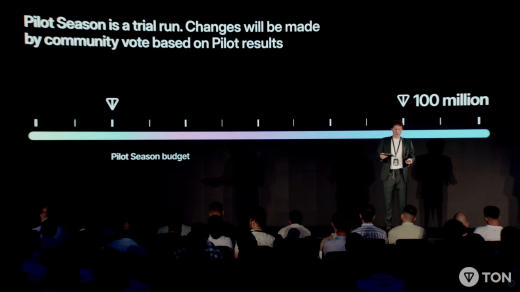 Pilot Season is a trial run. Changes will be made
by community vote based on Pilot results
100 million
Pilot Season budget
TON